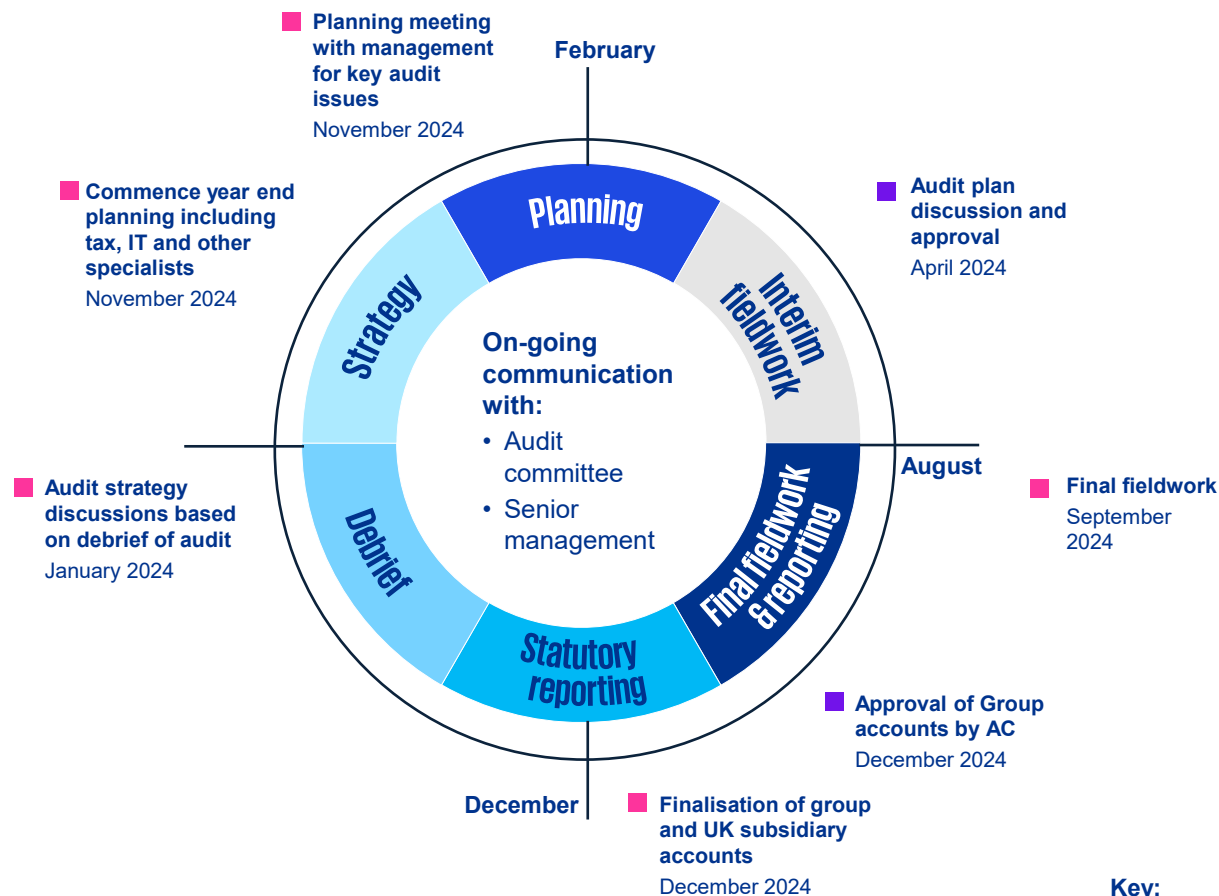 Planning meeting
with management
for key audit
issues
November 2024
February
Commence year end
planning including
tax, IT and other
specialists
November 2024
Audit plan
discussion and
approval
April 2024
Planning
Interim
fieldwork
Strategy
On-going
communication
with:
• Audit
committee
• Senior
management
August
Audit strategy
discussions based
on debrief of audit
January 2024
Final fieldwork
September
2024
Debrief
Final fieldwork
& reporting
Statutory
reporting
Approval of Group
accounts by AC
December 2024
December
Finalisation of group
and UK subsidiary
accounts
December 2024
Key: